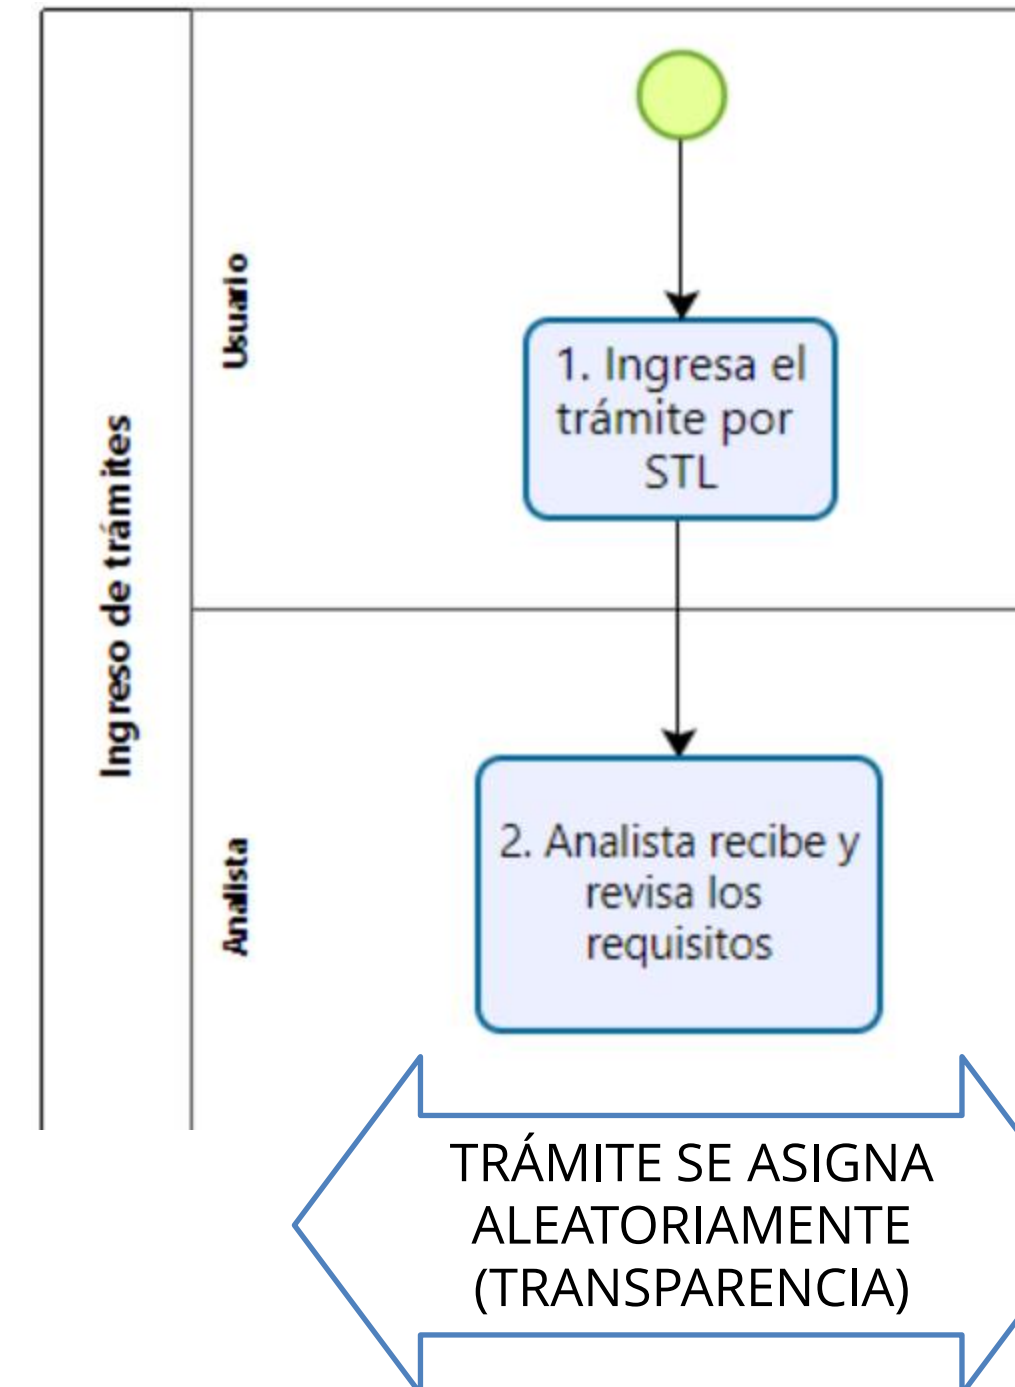 Ingreso de trámites
Usuario
1. Ingresa el
trámite por
STL
Analista
2. Analista recibe y
revisa los
requisitos
TRÁMITE SE ASIGNA
ALEATORIAMENTE
(TRANSPARENCIA)